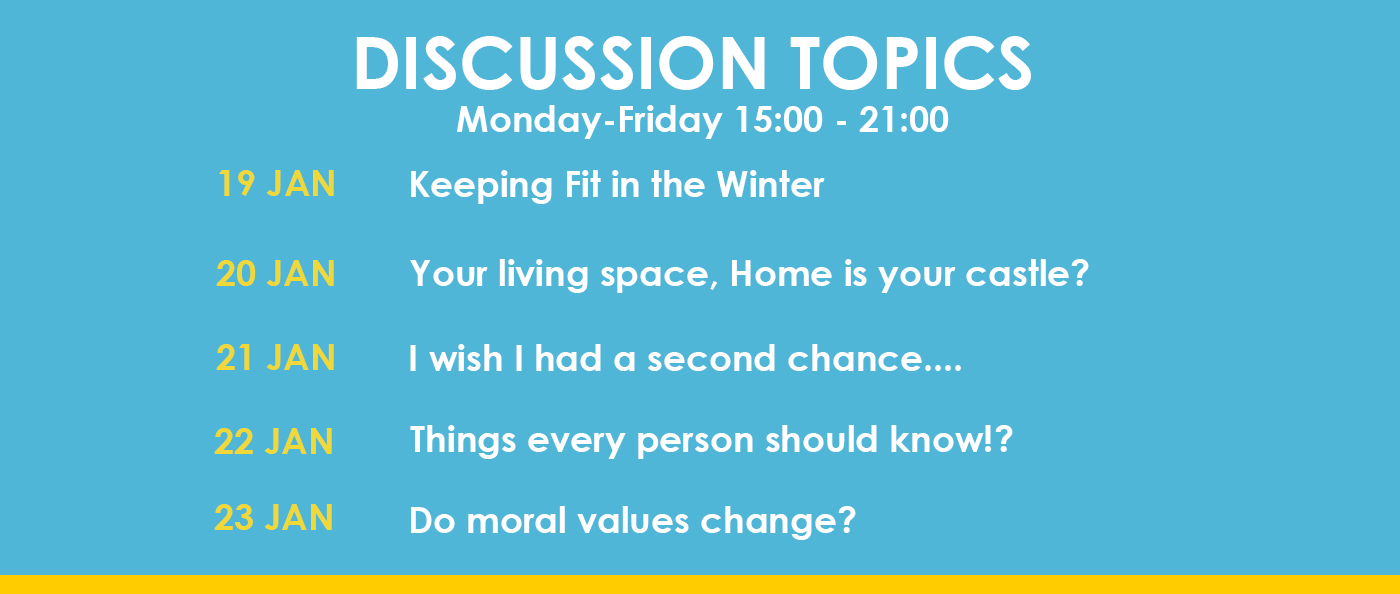 DISCUSSION TOPICS
Monday-Friday 15:00 - 21:00
19 JAN Keeping Fit in the Winter
20 JAN Your living space, Home is your castle?
21 JAN I wish I had a second chance....
22 JAN Things every person should know!?
23 JAN Do moral values change?